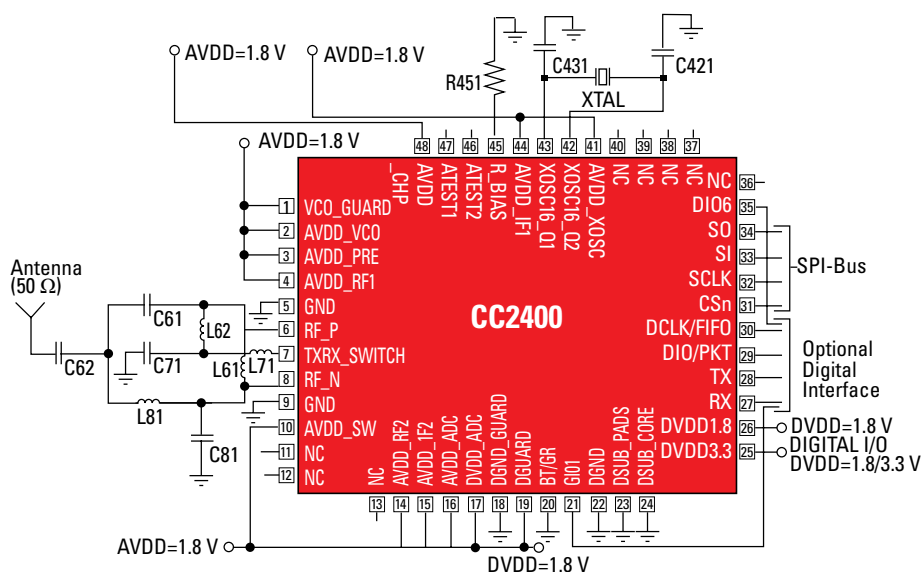 AVDD=1.8 V
AVDD=1.8 V
R451
C431
C421
XTAL
AVDD=1.8 V
48
47
46
45
44
43
42
41
40
39
38
37
AVDD
_CHP
ATEST1
ATEST2
R_BIAS
AVDD_IF1
XOSC16_Q1
XOSC16_Q2
AVDD_XOSC
NC
NC
NC
NC
1 VCO_GUARD
2 AVDD_VCO
3 AVDD_PRE
4 AVDD_RF1
5 GND
6 RF_P
7 TXRX_SWITCH
8 RF_N
9 GND
10 AVDD_SW
11 NC
12 NC
Antenna
(50 Ω)
C62
C61
L62
C71
L61
L71
L81
C81
CC2400
NC 36
DIO6 35
SO 34
SI 33
SCLK 32
CSn 31
DCLK/FIFO 30
DIO/PKT 29
TX 28
RX 27
DVDD1.8 26
DVDD3.3 25
SPI-Bus
Optional
Digital
Interface
DVDD=1.8 V
DIGITAL I/O
DVDD=1.8/3.3 V
NC
AVDD_RF2
AVDD_1F2
AVDD_ADC
DVDD_ADC
DGND_GUARD
DGUARD
BT/GR
GI01
DGND
DSUB_PADS
DSUB_CORE
13
14
15
16
17
18
19
20
21
22
23
24
AVDD=1.8 V
DVDD=1.8 V